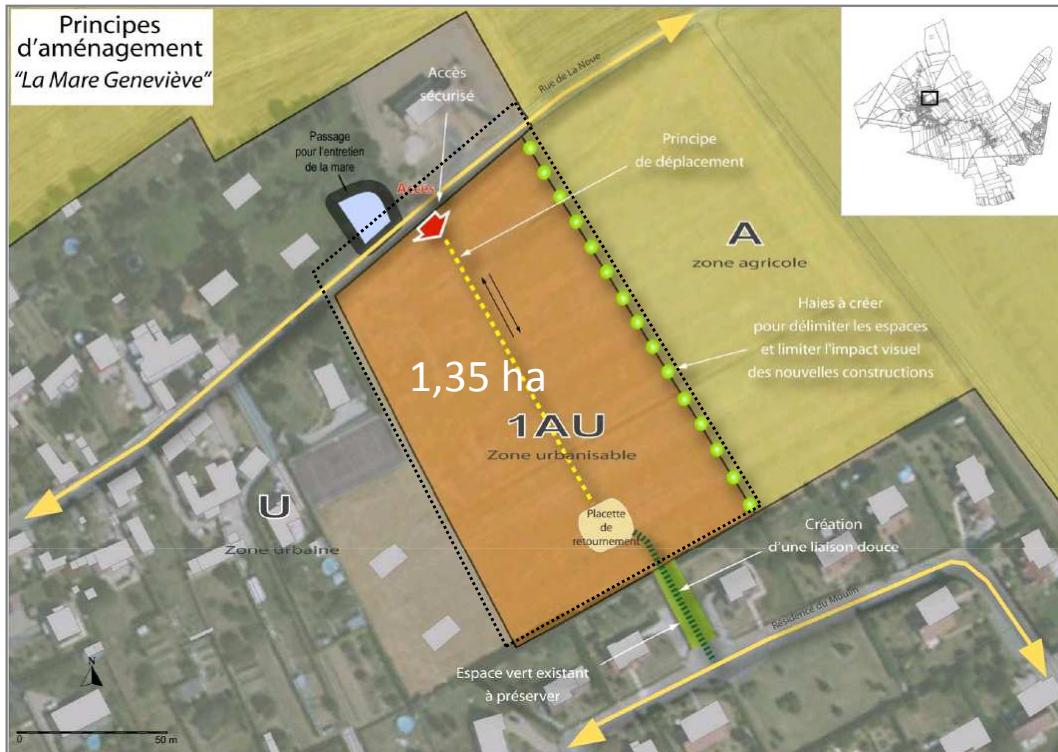 Principes
d'aménagement
"La Mare Geneviève"
Accès
sécurisé
Rue de La Noue
Passage
pour l'entretien
de la mare
Accès
Principe
de déplacement
A
zone agricole
Haies à créer
pour délimiter les espaces
et limiter l'impact visuel
des nouvelles constructions
1,35 ha
1AU
Zone urbanisable
U
Zone urbaine
Placette
de
retournement
Création
d'une liaison douce
Résidence du Moulin
Espace vert existant
à préserver
N
0 50 m